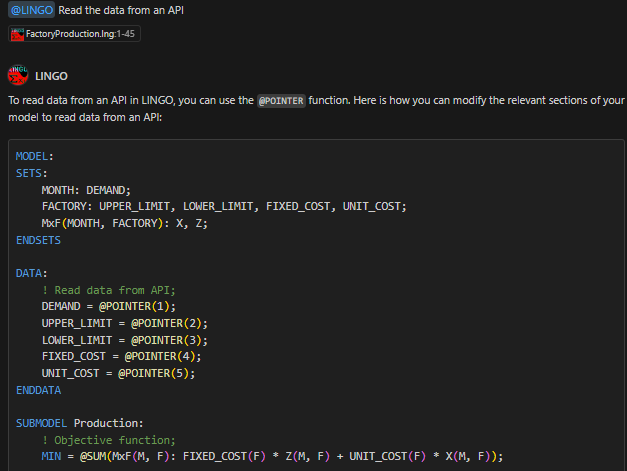 @LINGO Read the data from an API
FactoryProduction.lng:1-45
LINGO
To read data from an API in LINGO, you can use the @POINTER function. Here is how you can modify the relevant sections of your
model to read data from an API:
MODEL:
SETS:
MONTH: DEMAND;
FACTORY: UPPER_LIMIT, LOWER_LIMIT, FIXED_COST, UNIT_COST;
MxF(MONTH, FACTORY): X, Z;
ENDSETS
DATA:
! Read data from API;
DEMAND = @POINTER(1);
UPPER_LIMIT = @POINTER(2);
LOWER_LIMIT = @POINTER(3);
FIXED_COST = @POINTER(4);
UNIT_COST = @POINTER(5);
ENDDATA
SUBMODEL Production:
! Objective function;
MIN = @SUM(MxF(M, F): FIXED_COST(F) * Z(M, F) + UNIT_COST(F) * X(M, F));